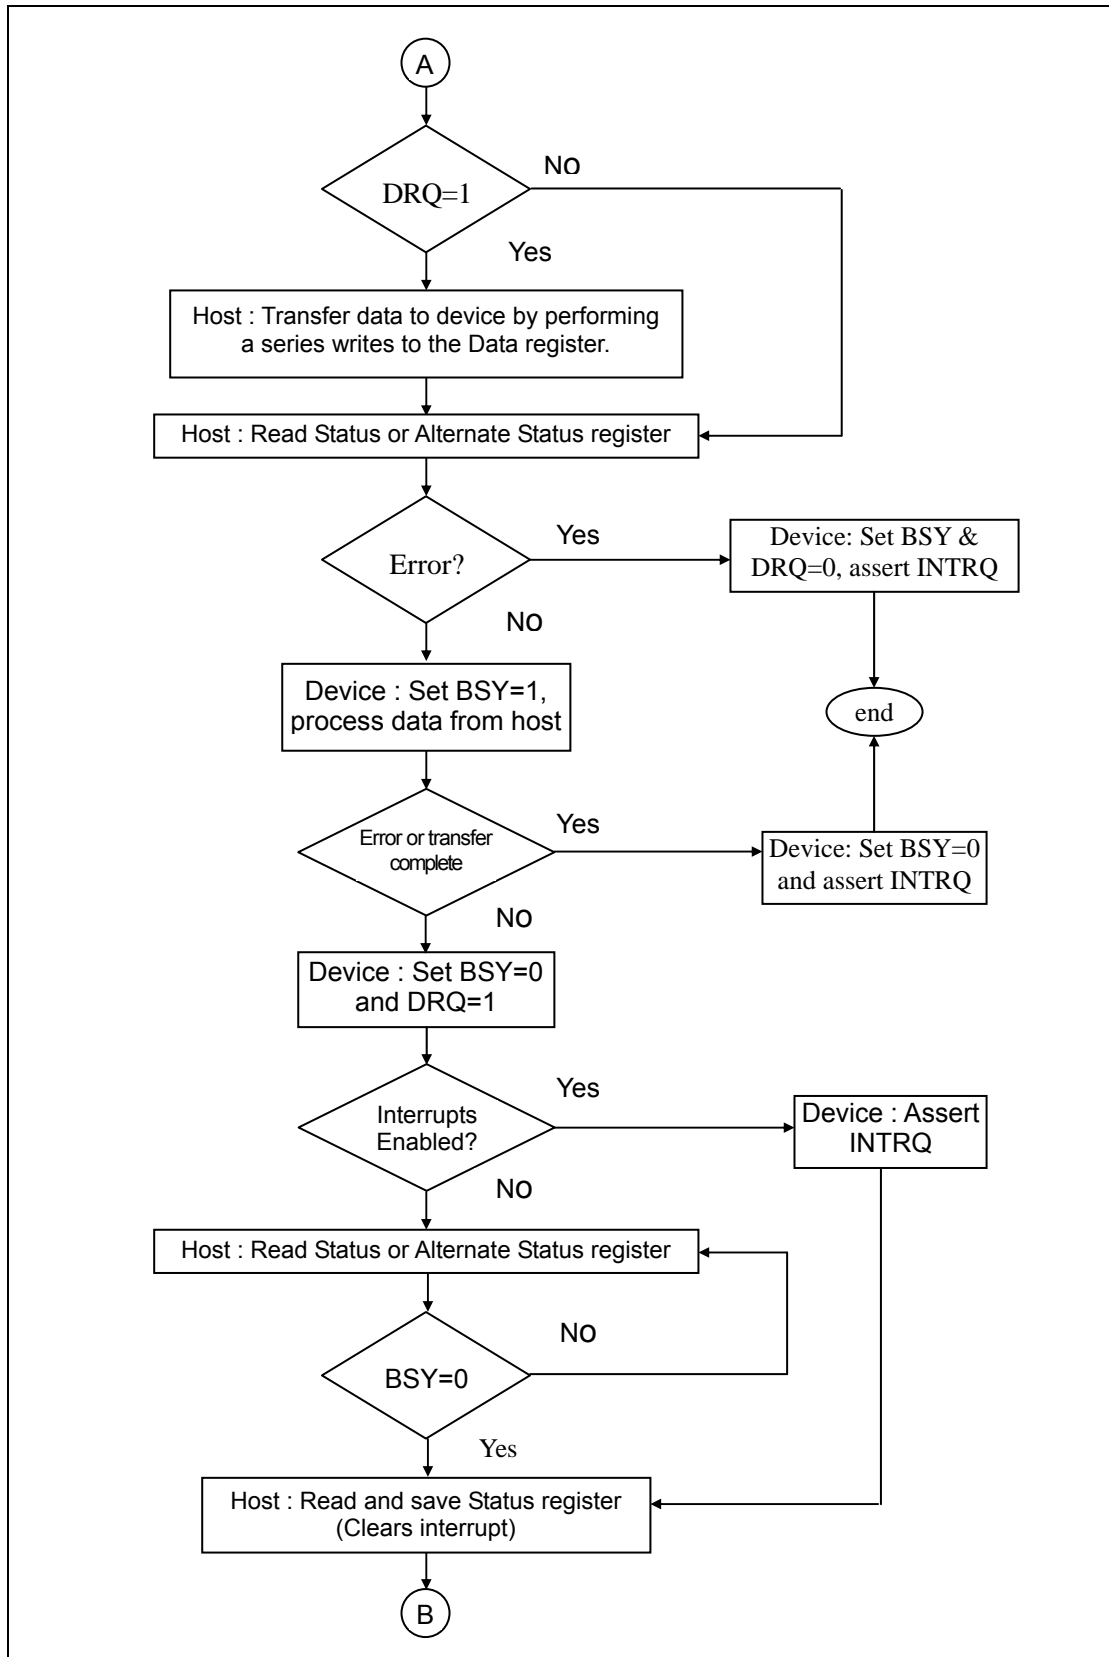 A
No
DRQ=1
Yes
Host : Transfer data to device by performing
a series writes to the Data register.
Host : Read Status or Alternate Status register
Yes
Device: Set BSY &
DRQ=0, assert INTRQ
Error?
No
Device : Set BSY=1,
process data from host
end
Yes
Error or transfer
complete
Device: Set BSY=0
and assert INTRQ
No
Device : Set BSY=0
and DRQ=1
Yes
Interrupts
Enabled?
Device : Assert
INTRQ
No
Host : Read Status or Alternate Status register
No
BSY=0
Yes
Host : Read and save Status register
(Clears interrupt)
B